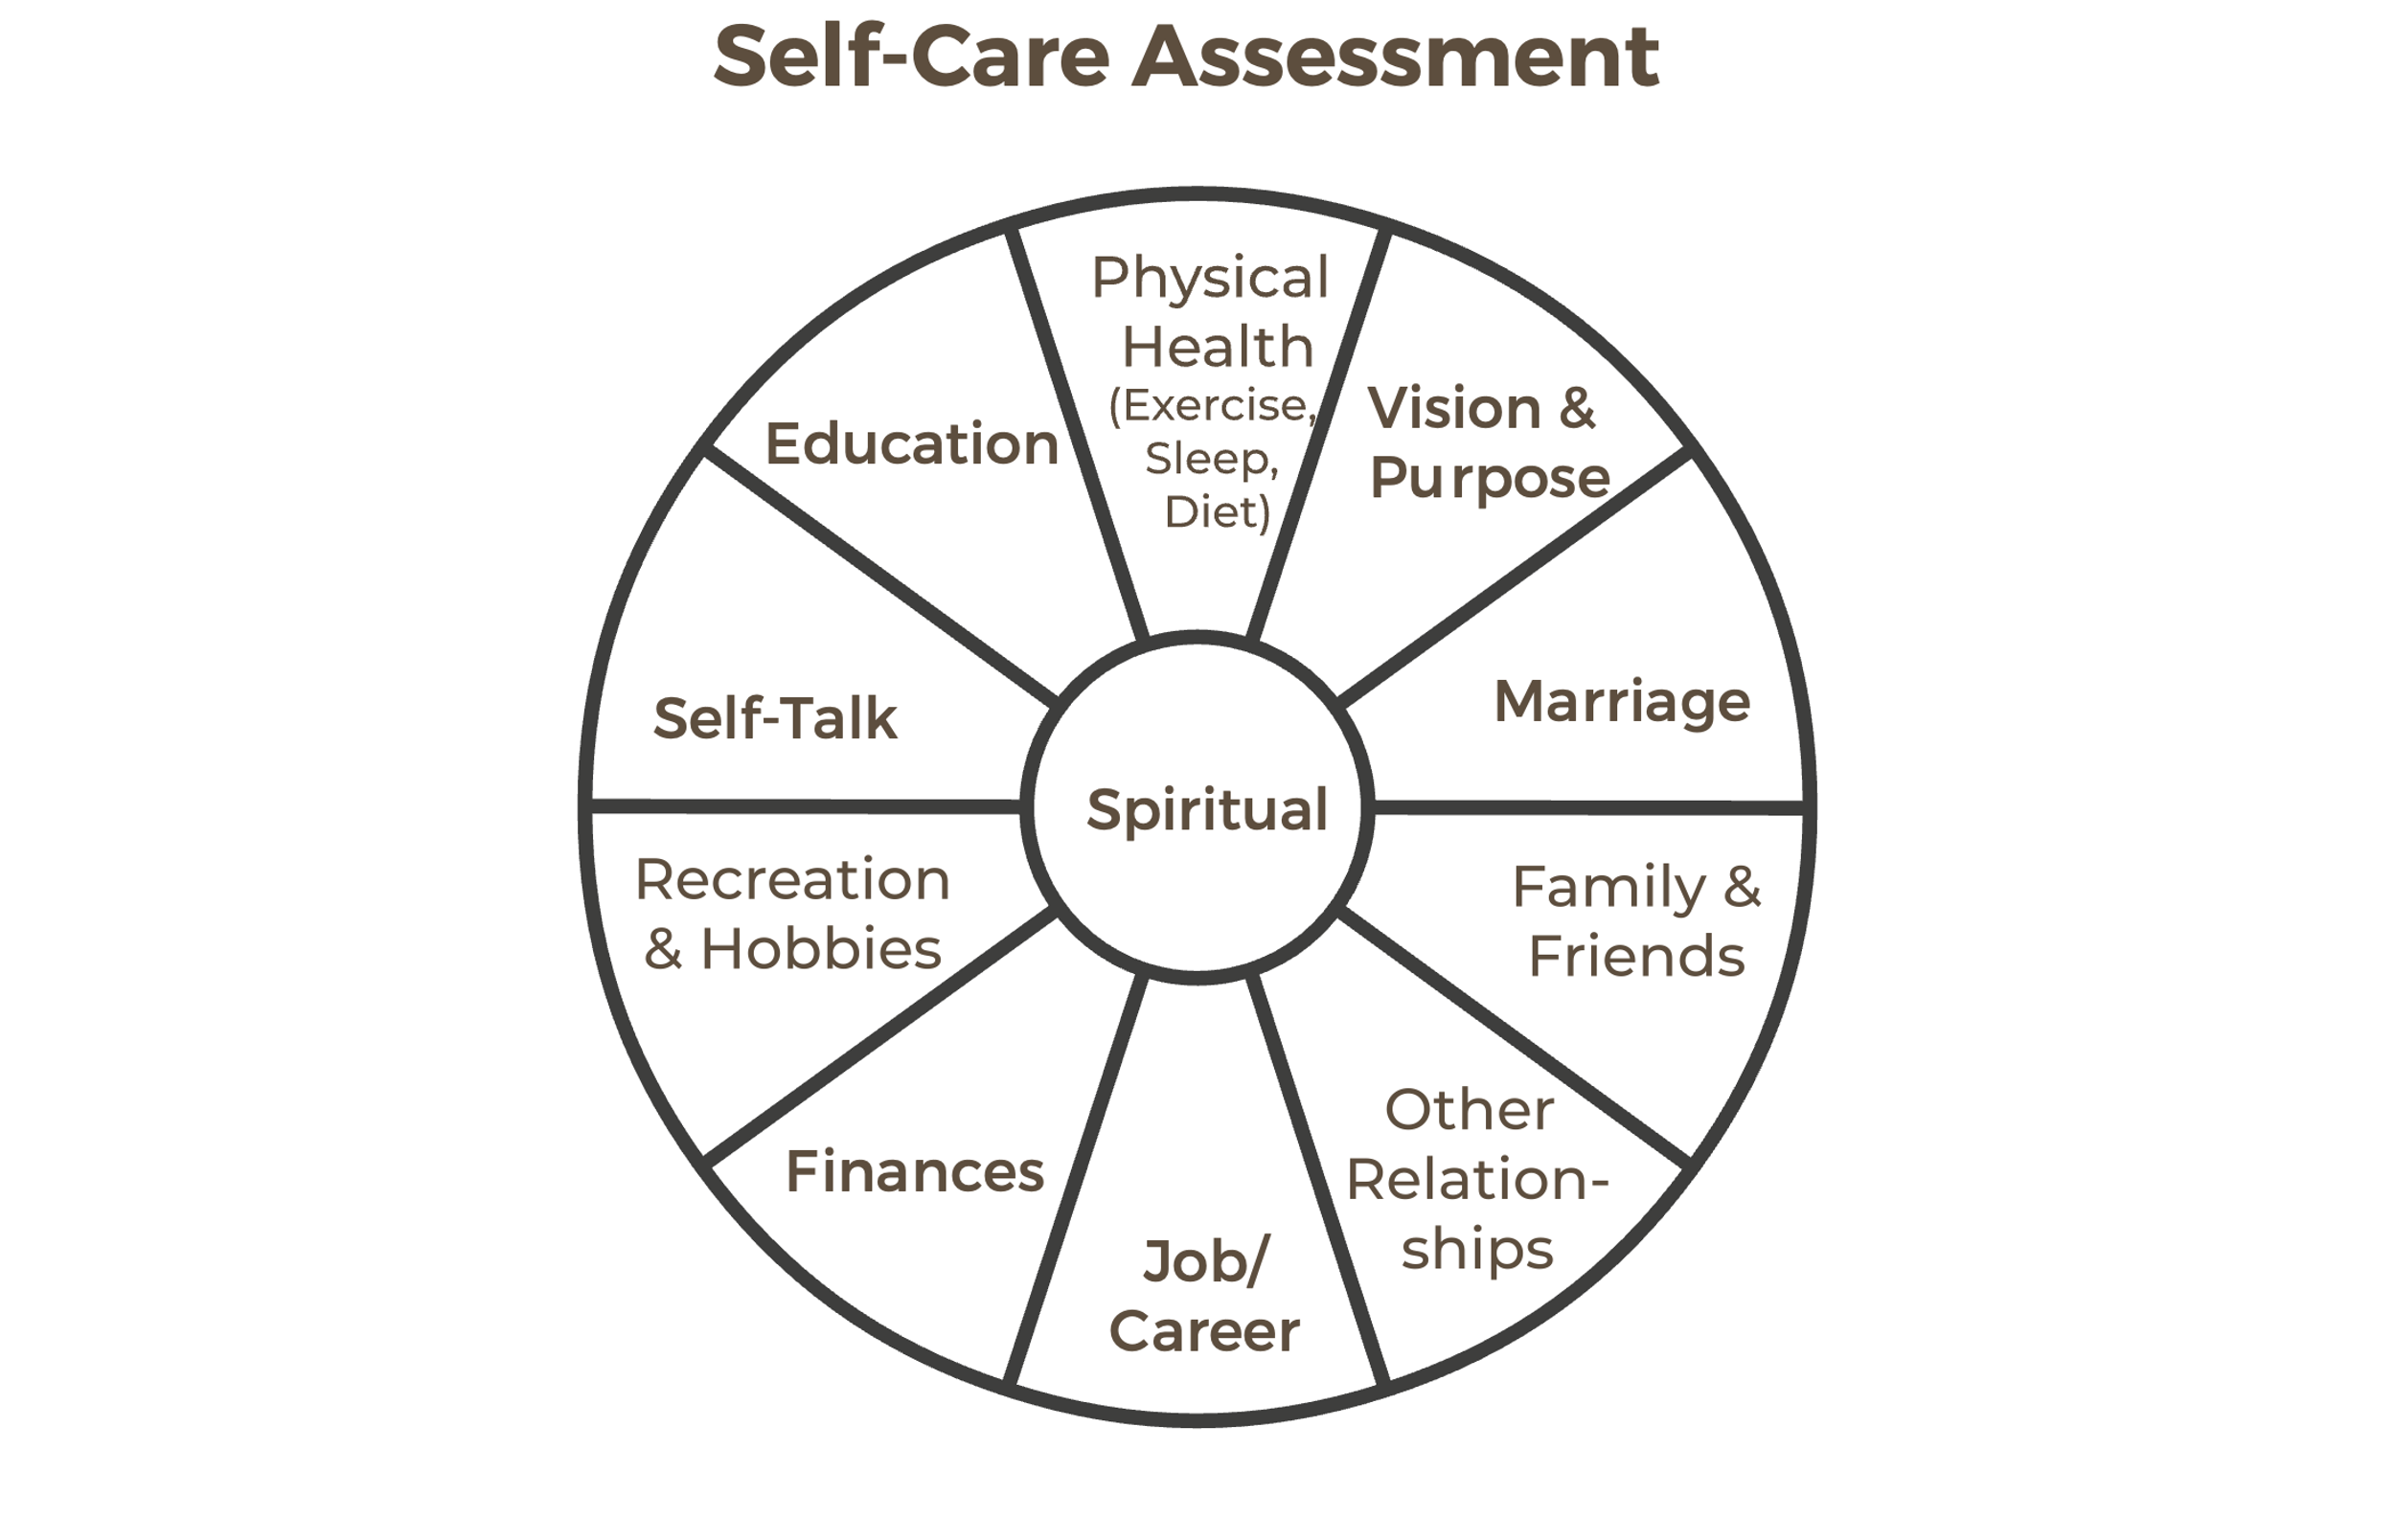 Self-Care Assessment
Physical
Health
(Exercise,
Sleep,
Diet)
Vision &
Purpose
Marriage
Family &
Friends
Other
Relation-
ships
Job/
Career
Finances
Recreation
& Hobbies
Self-Talk
Education
Spiritual